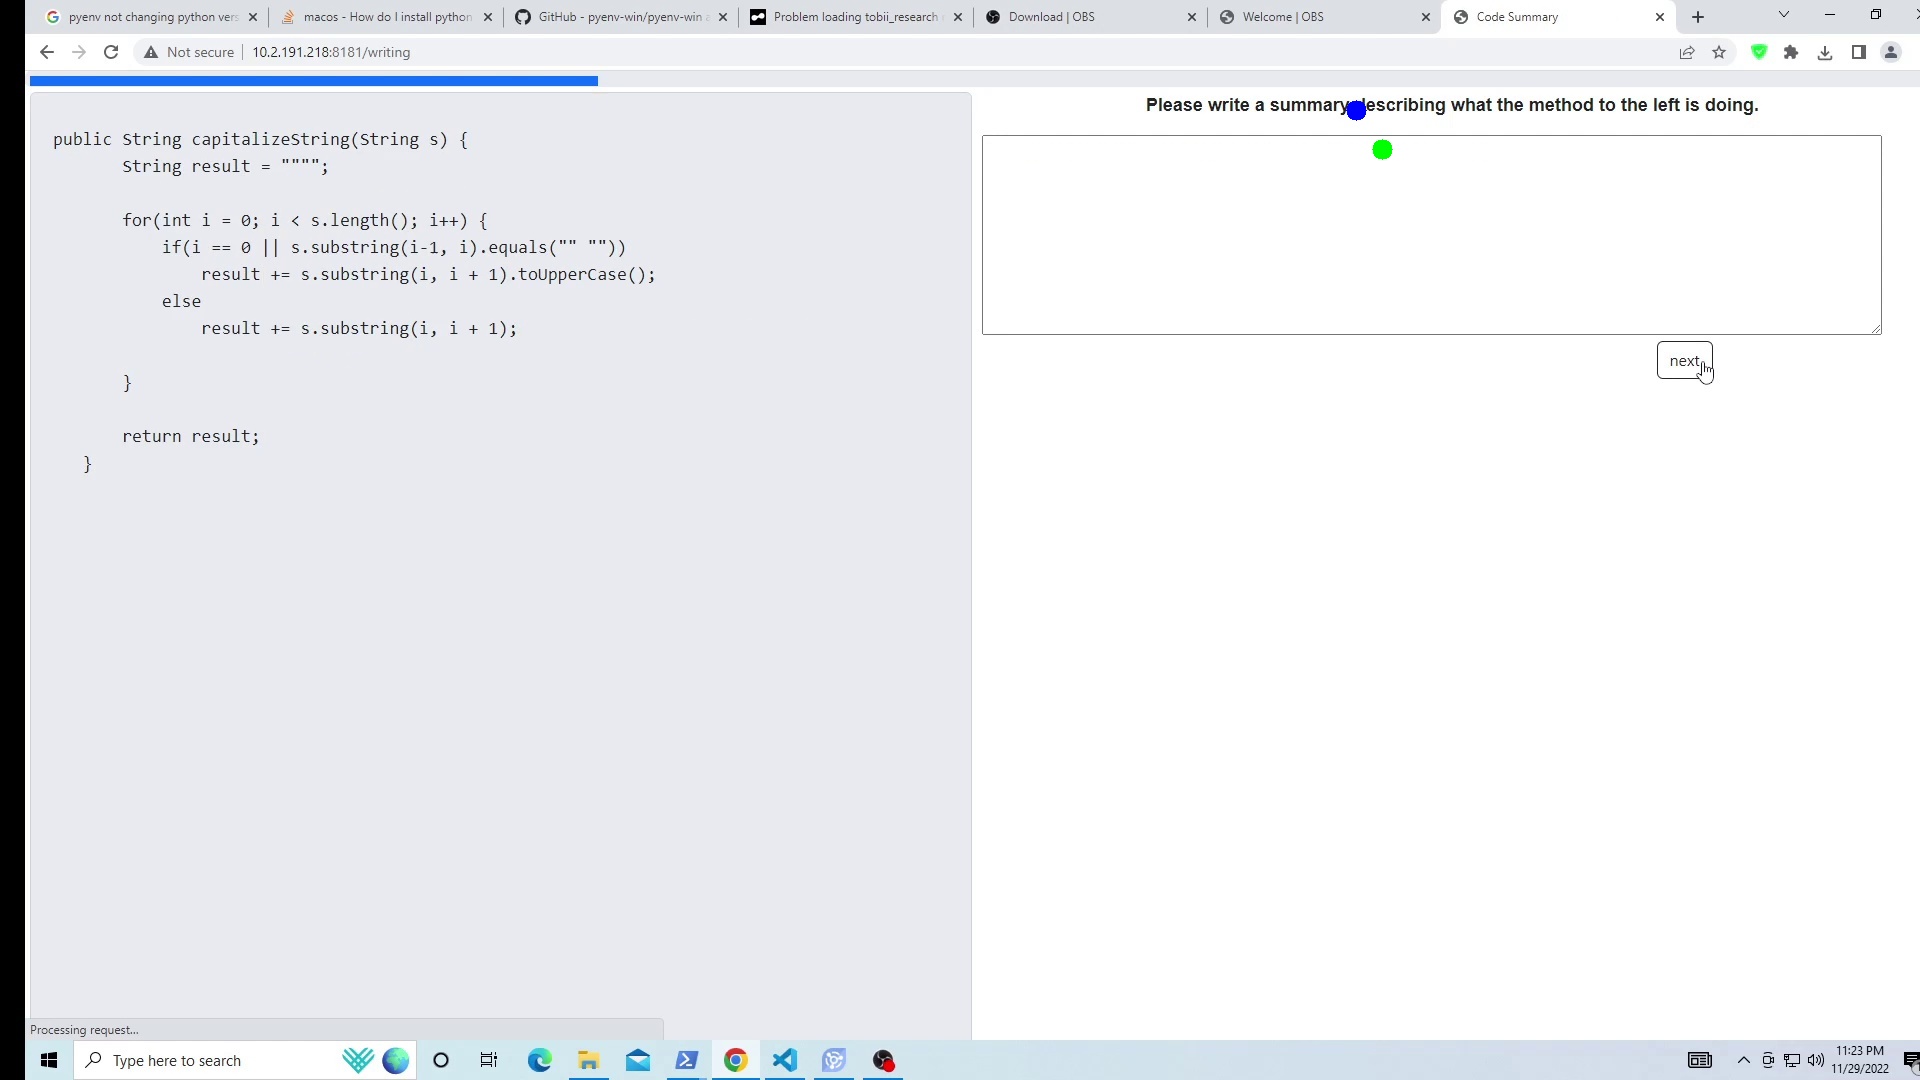 pyenv not changing python vers
macos - How do I install python
GitHub - pyenv-win/pyenv-win
Problem loading tobii_research
Download | OBS
Welcome | OBS
Code Summary
Not secure
10.2.191.218:8181/writing
public String capitalizeString(String s) {
String result = """";
for(int i = 0; i < s.length(); i++) {
if(i == 0 || s.substring(i-1, i).equals("" ""))
result += s.substring(i, i + 1).toUpperCase();
else
result += s.substring(i, i + 1);
}
return result;
}
Please write a summary describing what the method to the left is doing.
next
Processing request...
Type here to search
11:23 PM
11/29/2022